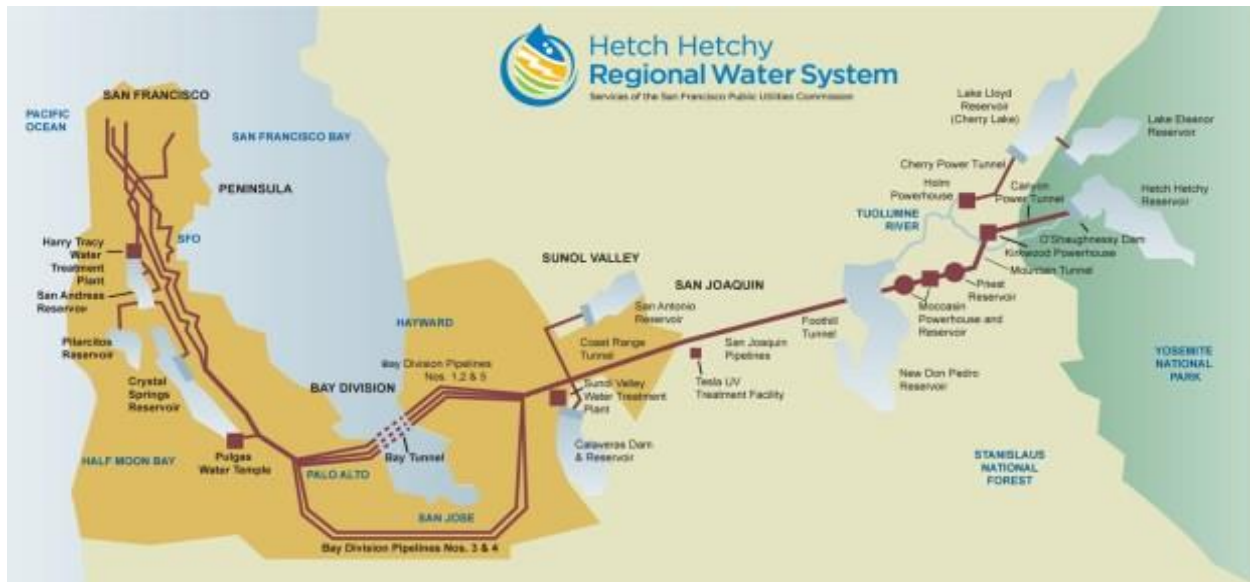 Hetch Hetchy
Regional Water System
Services of the San Francisco Public Utilities Commission
SAN FRANCISCO
PACIFIC
OCEAN
SAN FRANCISCO BAY
PENINSULA
SFO
Harry Tracy
Water
Treatment
Plant
San Andreas
Reservoir
Pilarcitos
Reservoir
Crystal
Springs
Reservoir
HALF MOON BAY
Pulgas
Water Temple
PALO ALTO
BAY DIVISION
Bay Division Pipelines
Nos. 1,2 & 5
Bay Tunnel
SAN JOSE
Bay Division Pipelines Nos. 3 & 4
HAYWARD
SUNOL VALLEY
San Antonio
Reservoir
Coast Range
Tunnel
Sunol Valley
Water Treatment
Plant
Calaveras Dam
& Reservoir
SAN JOAQUIN
San Joaquin
Pipelines
Tesla UV
Treatment Facility
Foothill
Tunnel
New Don Pedro
Reservoir
Moccasin
Powerhouse and
Reservoir
Priest
Reservoir
Mountain Tunnel
Kirkwood Powerhouse
O'Shaughnessy Dam
Canyon
Power Tunnel
TUOLUMNE
RIVER
Holm
Powerhouse
Cherry Power Tunnel
Lake Lloyd
Reservoir
(Cherry Lake)
Lake Eleanor
Reservoir
Hetch Hetchy
Reservoir
YOSEMITE
NATIONAL
PARK
STANISLAUS
NATIONAL
FOREST